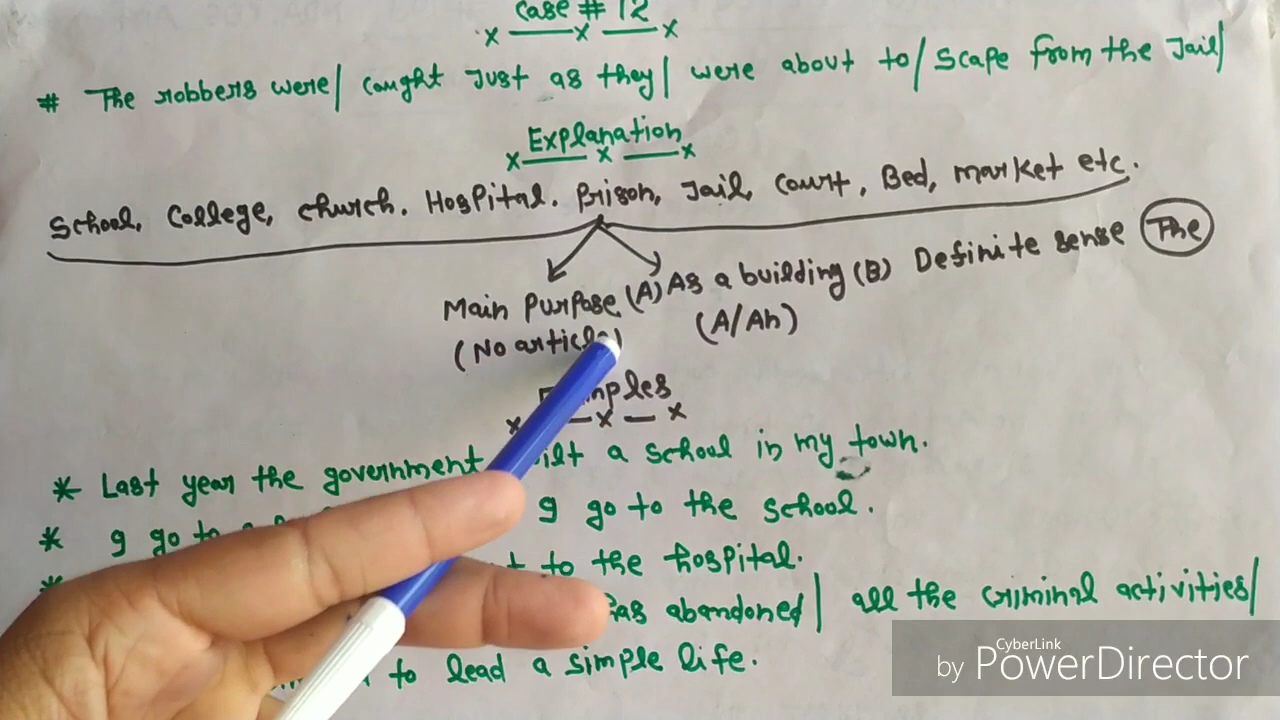 Case # 12
# The robbers were/ caught Just as they/ were about to/ Scape from the Jail/
Explanation
School, College, church. Hospital. Prison, Jail, Court, Bed, market etc.
Main Purpose (A) As a building (B) Definite sense The
(No article) (A/An)
* Last year the government a school in my town.
* I go to I go to the school.
* to the hospital.
has abandoned/ all the criminal activities/
to lead a simple life.
CyberLink
by PowerDirector